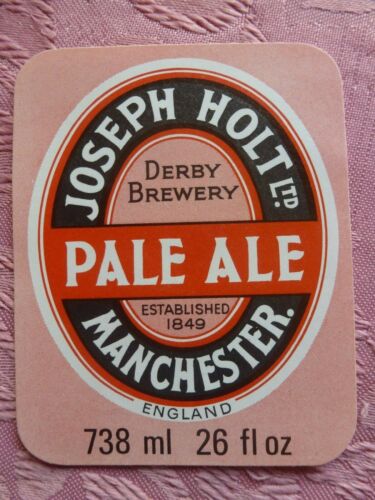 JOSEPH HOLT LTD.
DERBY
BREWERY
PALE ALE
ESTABLISHED
1849
MANCHESTER.
ENGLAND
738 ml 26 fl oz